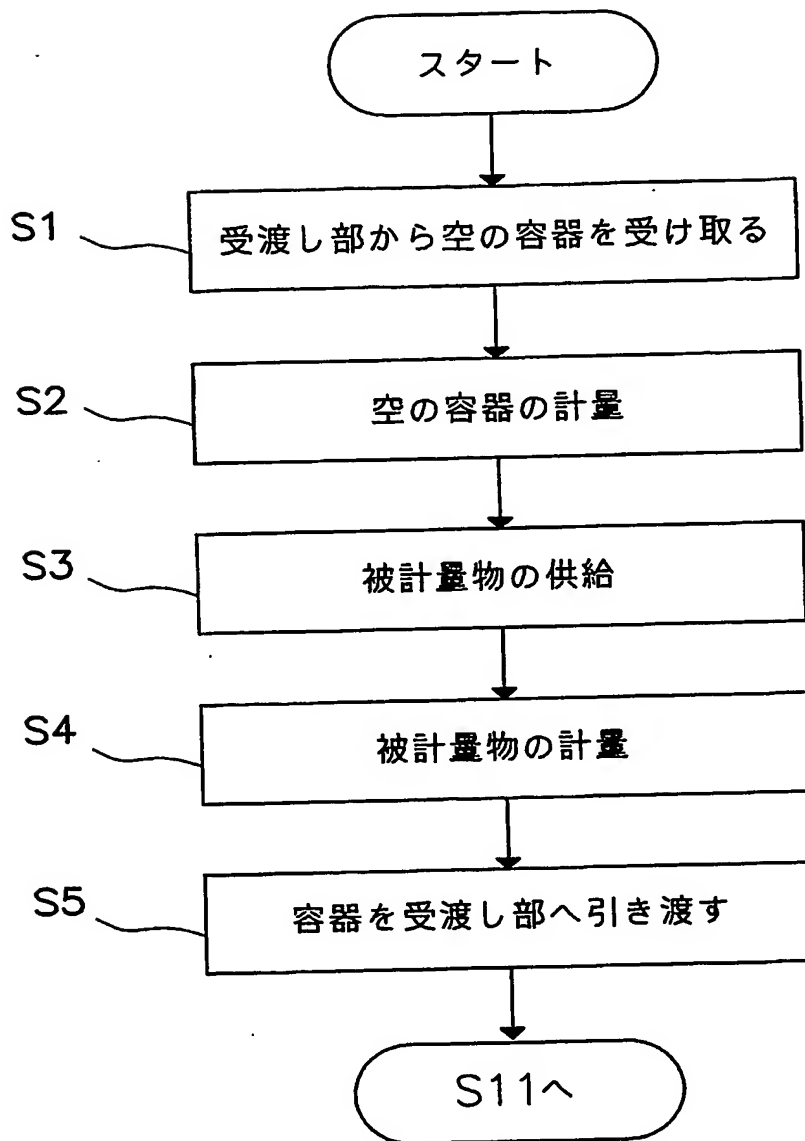 スタート
S1
受渡し部から空の容器を受け取る
S2
空の容器の計量
S3
被計量物の供給
S4
被計量物の計量
S5
容器を受渡し部へ引き渡す
S11へ